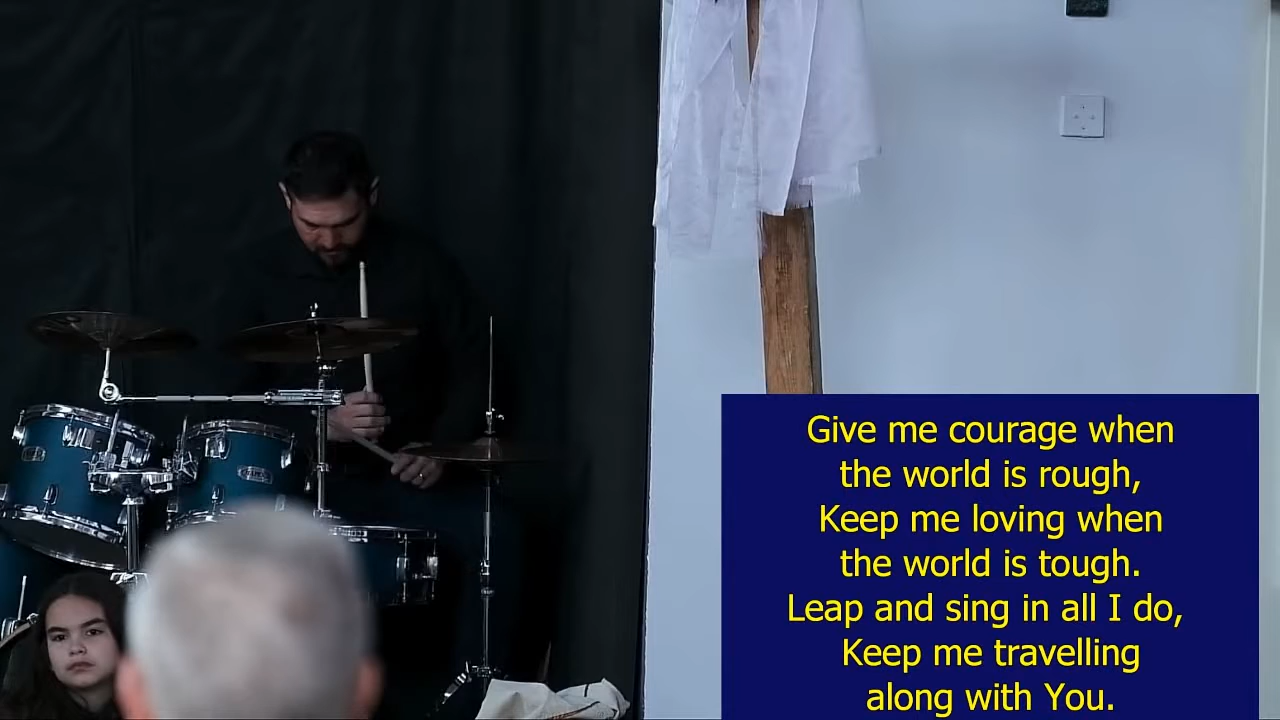 Give me courage when
the world is rough,
Keep me loving when
the world is tough.
Leap and sing in all I do,
Keep me travelling
along with You.